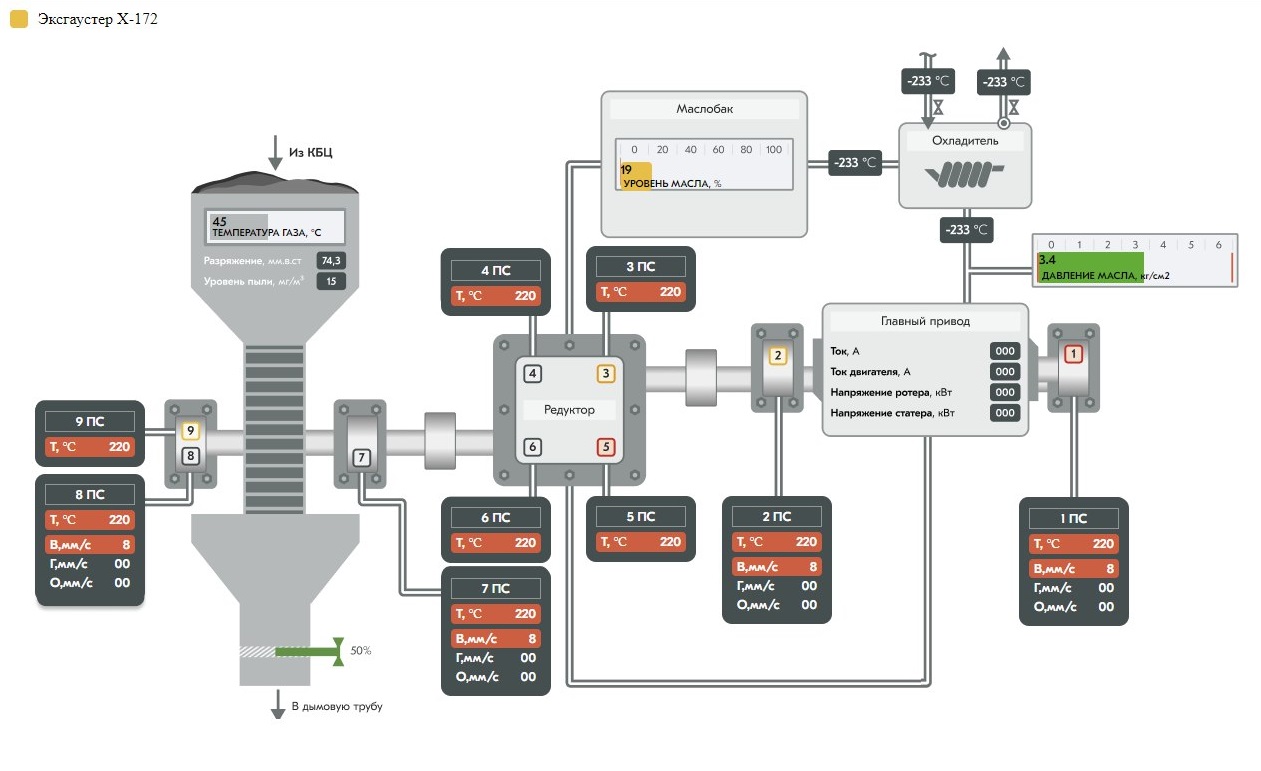 Эксгаустер X-172
-233 °C
-233 °C
Маслобак
0 20 40 60 80 100
19
УРОВЕНЬ МАСЛА, %
-233 °C
Охладитель
-233 °C
0 1 2 3 4 5 6
3.4
ДАВЛЕНИЕ МАСЛА, кг/см2
Из КБЦ
45
ТЕМПЕРАТУРА ГАЗА, °C
Разряжение, мм.в.ст 74,3
Уровень пыли, мг/м³ 15
4 ПС
T, °C 220
3 ПС
T, °C 220
Главный привод
Ток, А 000
Ток двигателя, А 000
Напряжение ротера, кВт 000
Напряжение статера, кВт 000
4
3
Редуктор
6
5
2
1
9
8
7
9 ПС
T, °C 220
8 ПС
T, °C 220
В,мм/с 8
Г,мм/с 00
О,мм/с 00
6 ПС
T, °C 220
5 ПС
T, °C 220
7 ПС
T, °C 220
В,мм/с 8
Г,мм/с 00
О,мм/с 00
2 ПС
T, °C 220
В,мм/с 8
Г,мм/с 00
О,мм/с 00
1 ПС
T, °C 220
В,мм/с 8
Г,мм/с 00
О,мм/с 00
50%
В дымовую трубу